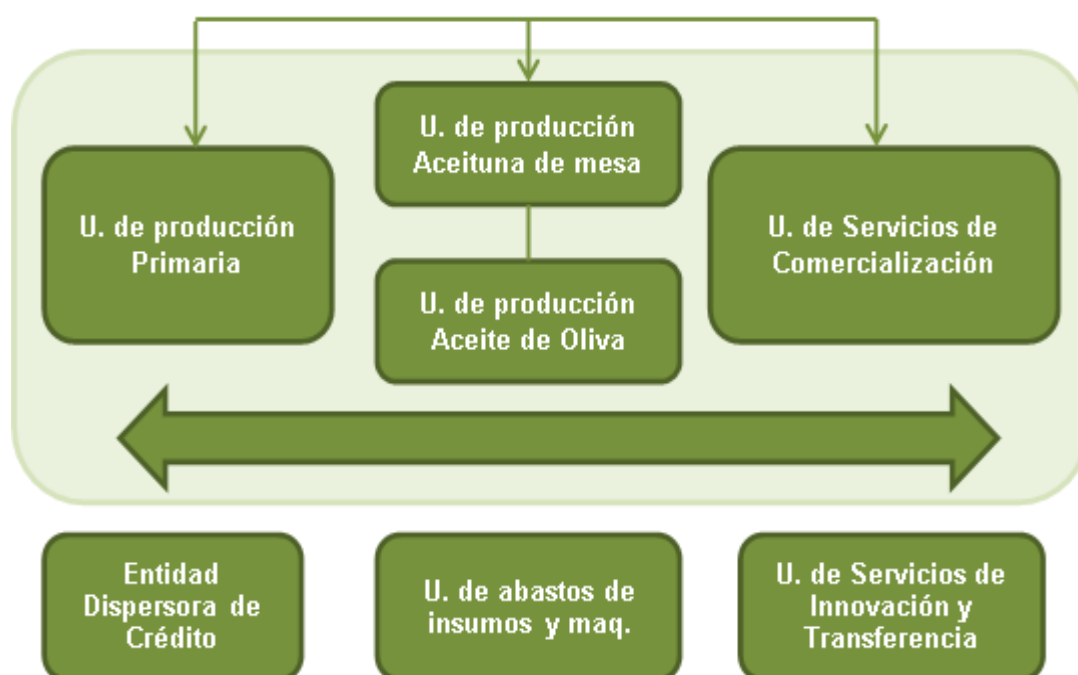 U. de producción
Aceituna de mesa
U. de producción
Primaria
U. de Servicios de
Comercialización
U. de producción
Aceite de Oliva
Entidad
Dispersora de
Crédito
U. de abastos de
insumos y maq.
U. de Servicios de
Innovación y
Transferencia